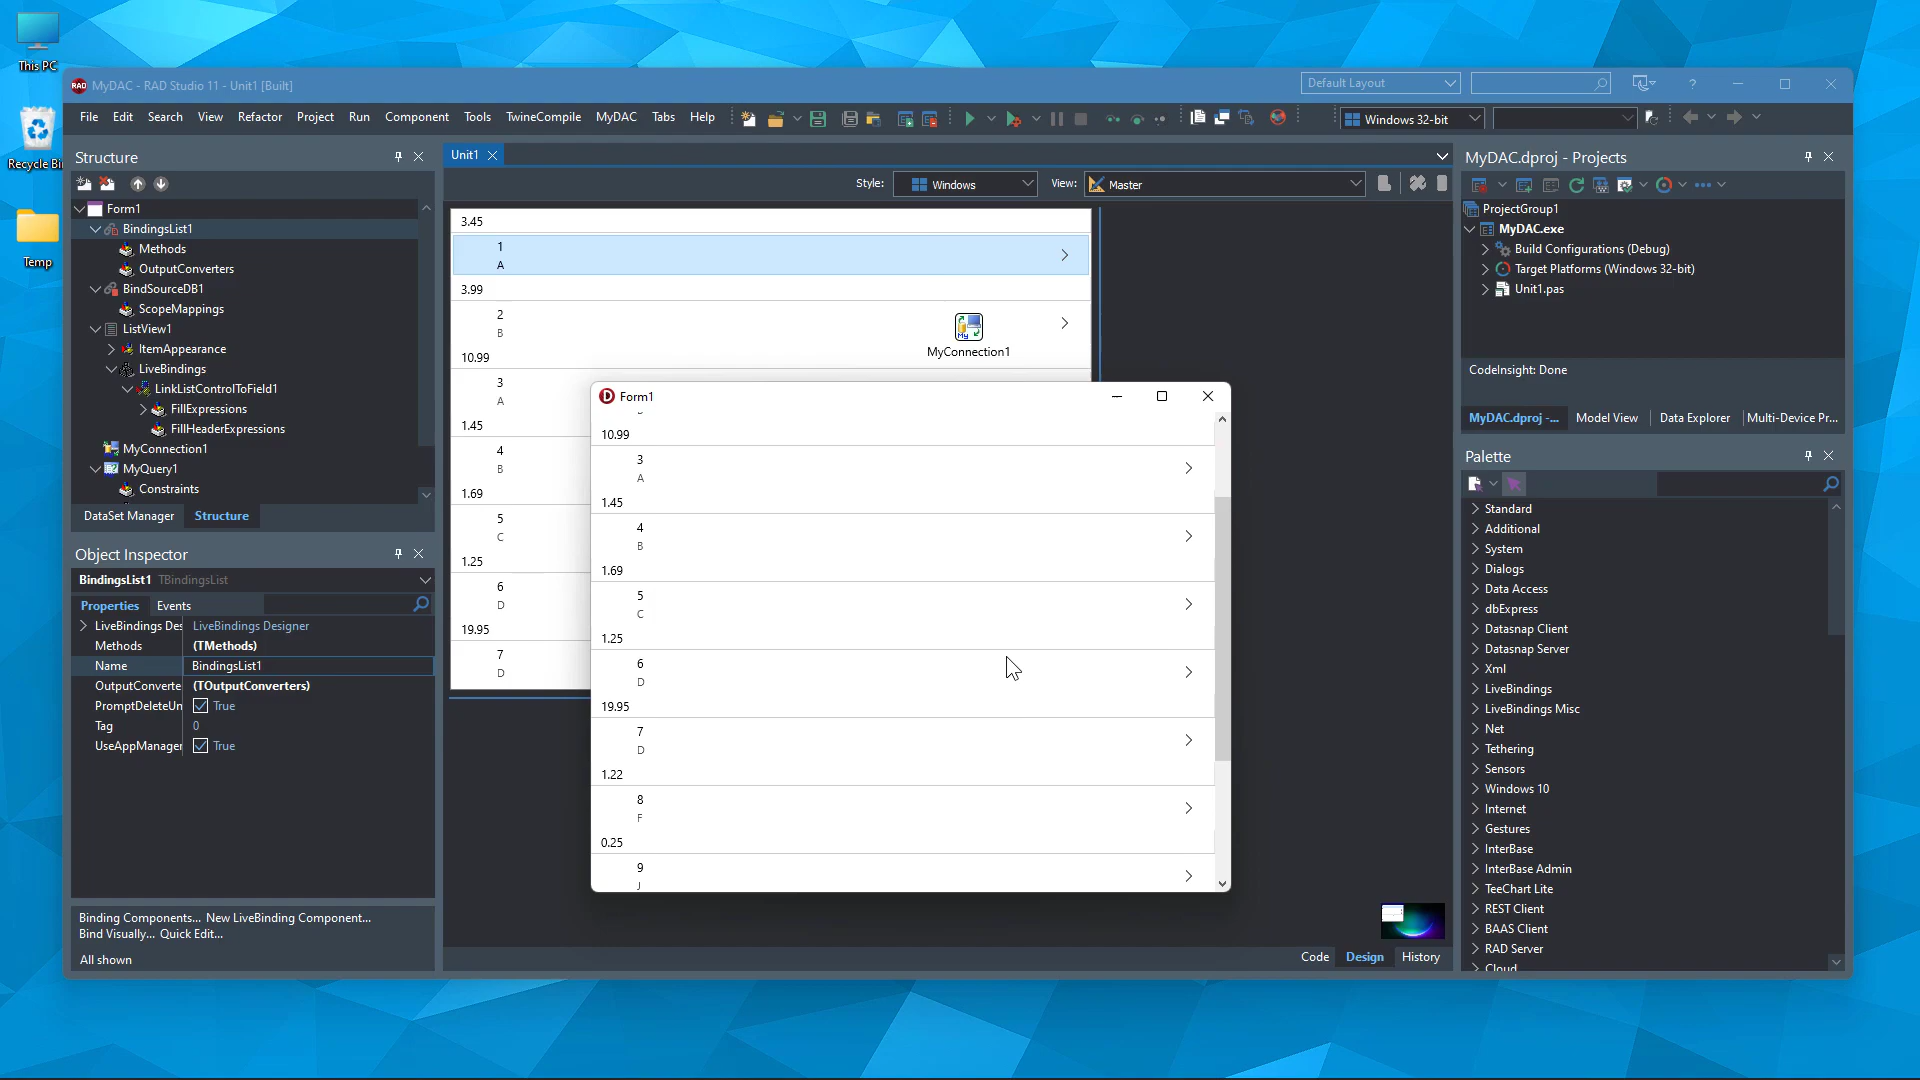 This PC
Recycle Bi
Temp
MyDAC - RAD Studio 11 - Unit1 [Built]
Default Layout
?
File Edit Search View Refactor Project Run Component Tools TwineCompile MyDAC Tabs Help
Windows 32-bit
Structure
Form1
BindingsList1
Methods
OutputConverters
BindSourceDB1
ScopeMappings
ListView1
ItemAppearance
LiveBindings
LinkListControlToField1
FillExpressions
FillHeaderExpressions
MyConnection1
MyQuery1
Constraints
DataSet Manager Structure
Object Inspector
BindingsList1 TBindingsList
Properties Events
LiveBindings Des LiveBindings Designer
Methods (TMethods)
Name BindingsList1
OutputConverte (TOutputConverters)
PromptDeleteUn True
Tag 0
UseAppManager True
Binding Components... New LiveBinding Component...
Bind Visually... Quick Edit...
All shown
Unit1
Style: Windows View: Master
3.45
1
A
3.99
2
B
MyConnection1
10.99
3
A
1.45
4
B
1.69
5
C
1.25
6
D
19.95
7
D
Form1
10.99
3
A
1.45
4
B
1.69
5
C
1.25
6
D
19.95
7
D
1.22
8
F
0.25
9
J
Code Design History
MyDAC.dproj - Projects
ProjectGroup1
MyDAC.exe
Build Configurations (Debug)
Target Platforms (Windows 32-bit)
Unit1.pas
CodeInsight: Done
MyDAC.dproj -... Model View Data Explorer Multi-Device Pr...
Palette
Standard
Additional
System
Dialogs
Data Access
dbExpress
Datasnap Client
Datasnap Server
Xml
LiveBindings
LiveBindings Misc
Net
Tethering
Sensors
Windows 10
Internet
Gestures
InterBase
InterBase Admin
TeeChart Lite
REST Client
BAAS Client
RAD Server
Cloud